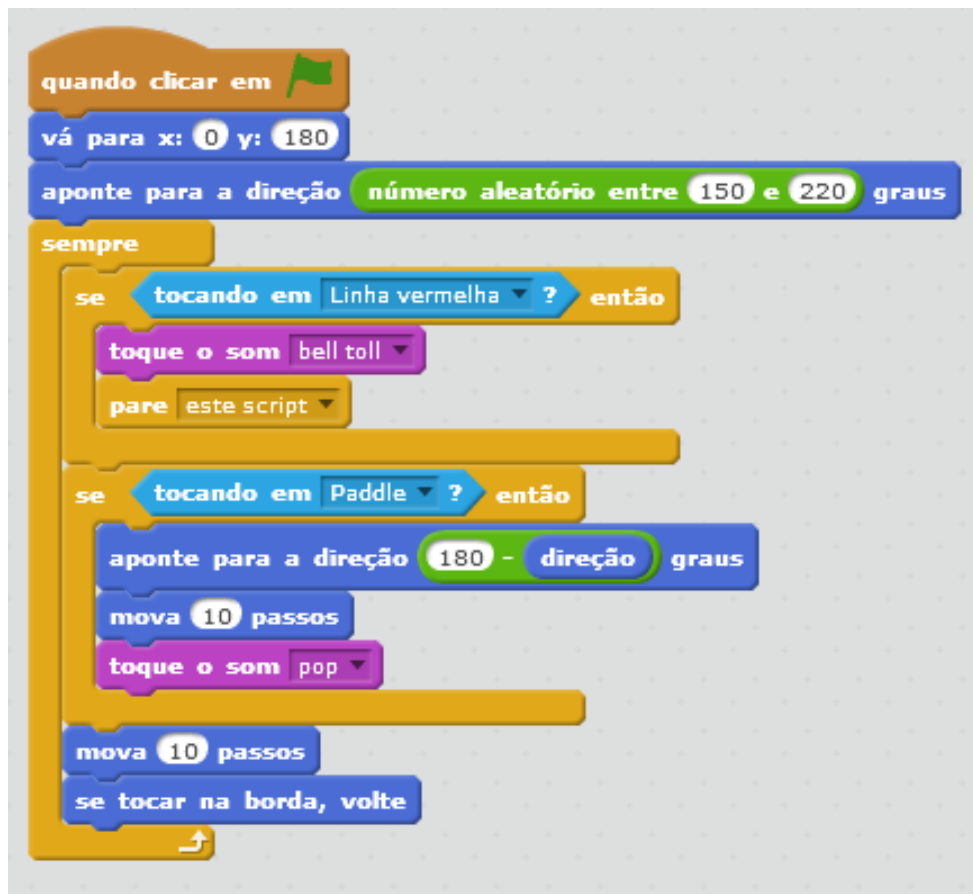 quando clicar em
vá para x: 0 y: 180
aponte para a direção número aleatório entre 150 e 220 graus
sempre
se tocando em Linha vermelha ? então
toque o som bell toll
pare este script
se tocando em Paddle ? então
aponte para a direção 180 - direção graus
mova 10 passos
toque o som pop
mova 10 passos
se tocar na borda, volte